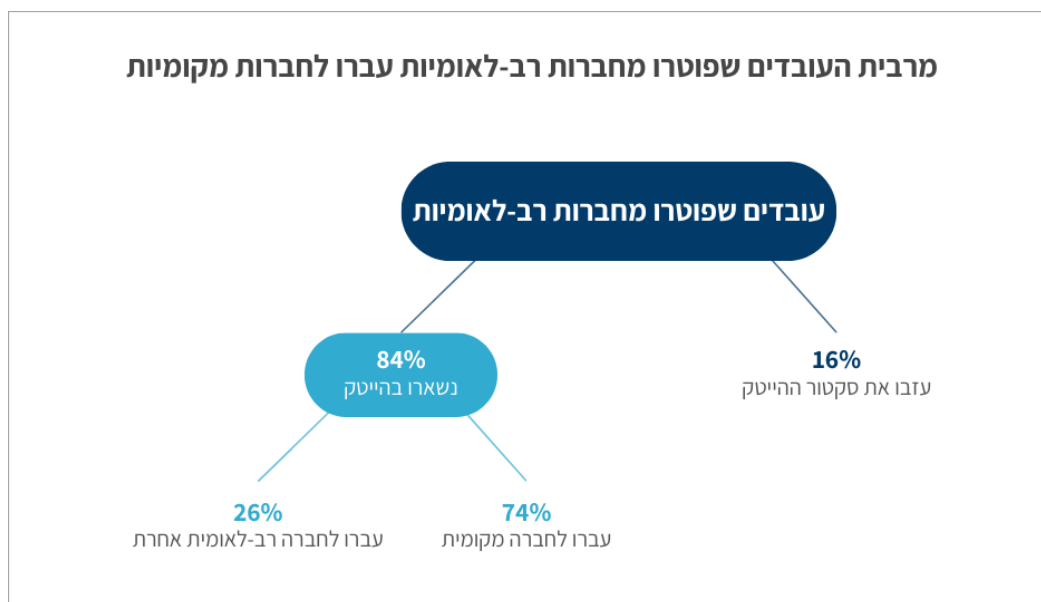 מרבית העובדים שפוטרו מחברות רב-לאומיות עברו לחברות מקומיות
עובדים שפוטרו מחברות רב-לאומיות
16%
עזבו את סקטור ההייטק
84%
נשארו בהייטק
74%
עברו לחברה מקומית
26%
עברו לחברה רב-לאומית אחרת